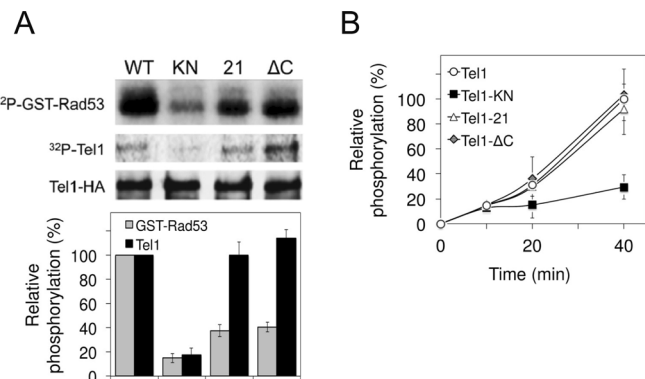 A
WT KN 21 ΔC
²P-GST-Rad53
³²P-Tel1
Tel1-HA
GST-Rad53
Tel1
Relative
phosphorylation (%)
100
80
60
40
20
0
B
Tel1
Tel1-KN
Tel1-21
Tel1-ΔC
Relative
phosphorylation (%)
100
80
60
40
20
0
0 20 40
Time (min)